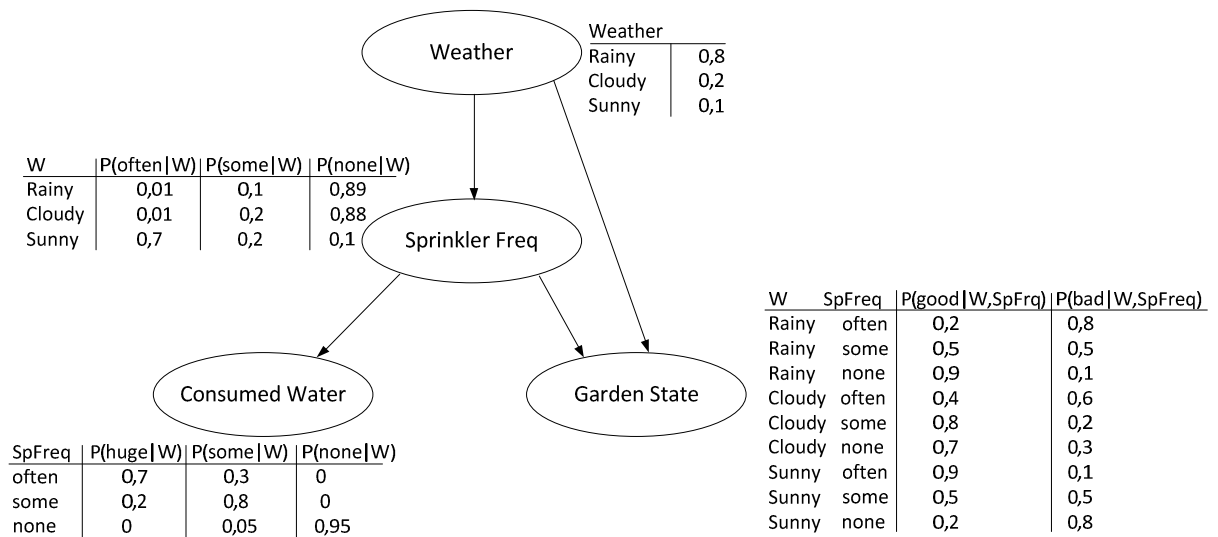 Weather
Weather
Rainy 0,8
Cloudy 0,2
Sunny 0,1
W P(often|W) P(some|W) P(none|W)
Rainy 0,01 0,1 0,89
Cloudy 0,01 0,2 0,88
Sunny 0,7 0,2 0,1
Sprinkler Freq
Consumed Water
Garden State
SpFreq P(huge|W) P(some|W) P(none|W)
often 0,7 0,3 0
some 0,2 0,8 0
none 0 0,05 0,95
W SpFreq P(good|W,SpFrq) P(bad|W,SpFreq)
Rainy often 0,2 0,8
Rainy some 0,5 0,5
Rainy none 0,9 0,1
Cloudy often 0,4 0,6
Cloudy some 0,8 0,2
Cloudy none 0,7 0,3
Sunny often 0,9 0,1
Sunny some 0,5 0,5
Sunny none 0,2 0,8